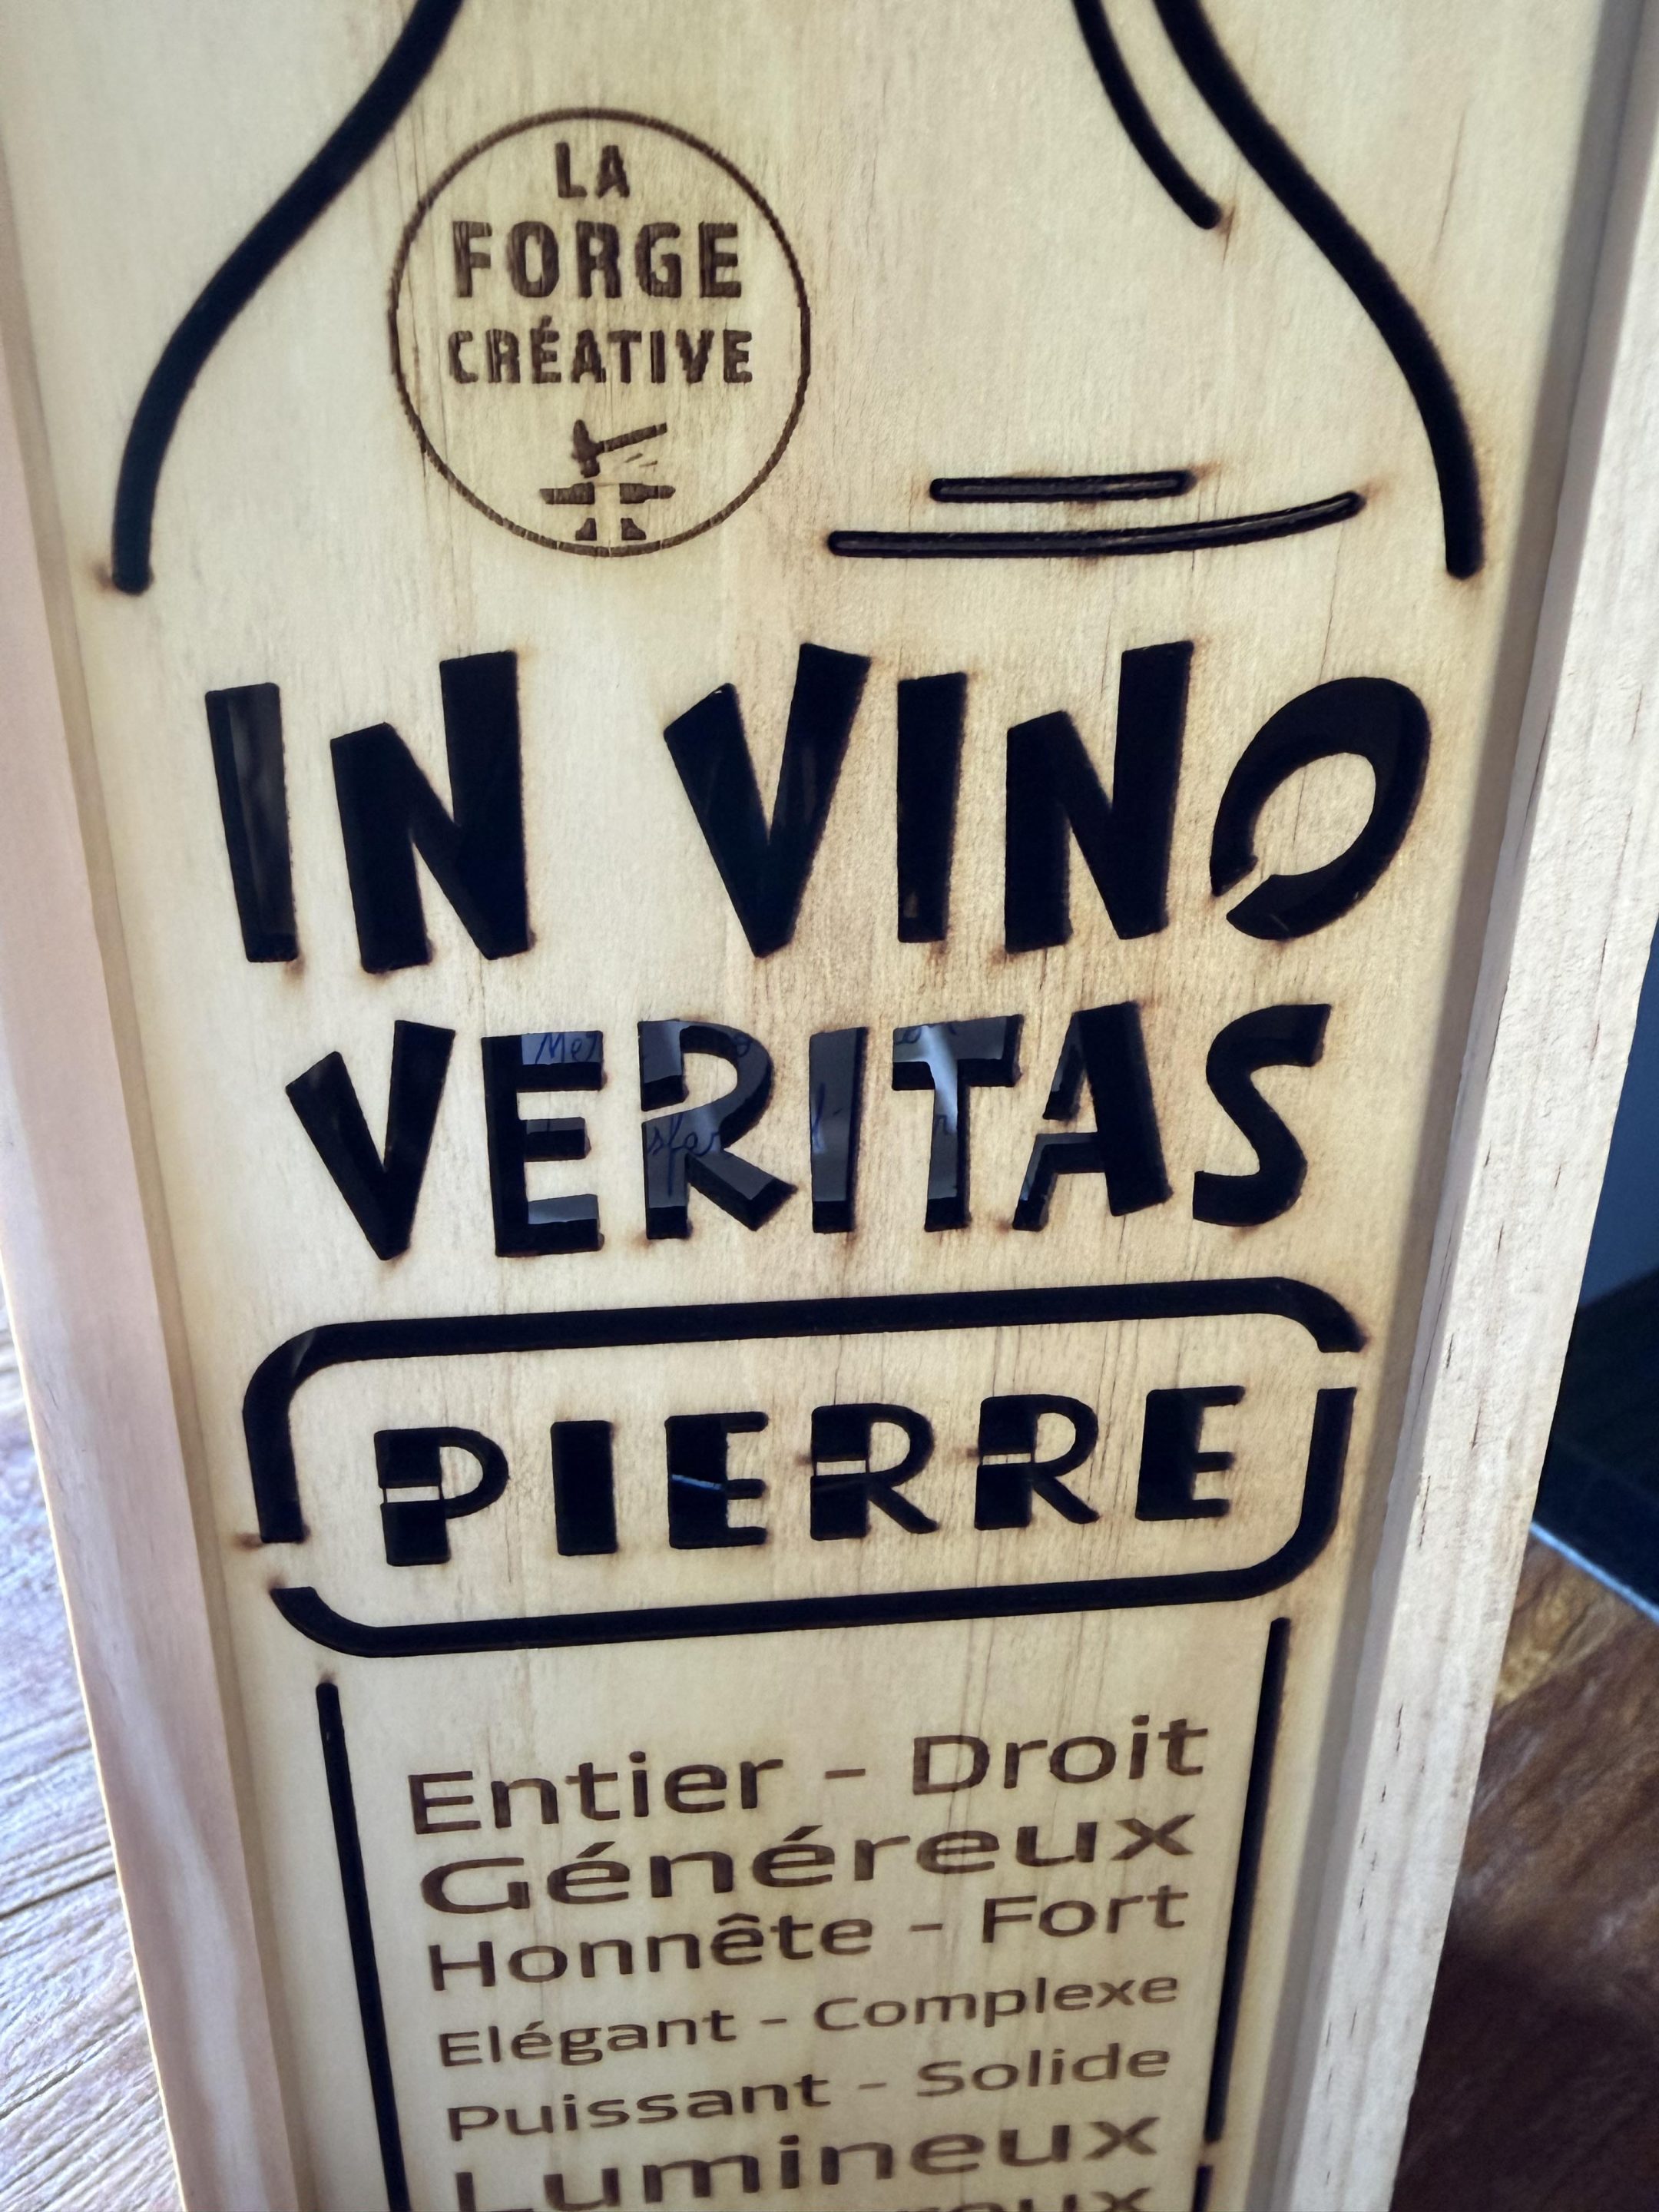 LA
FORGE
CRÉATIVE
IN VINO
VERITAS
PIERRE
Entier - Droit
Généreux
Honnête - Fort
Elégant - Complexe
Puissant - Solide
Lumineux